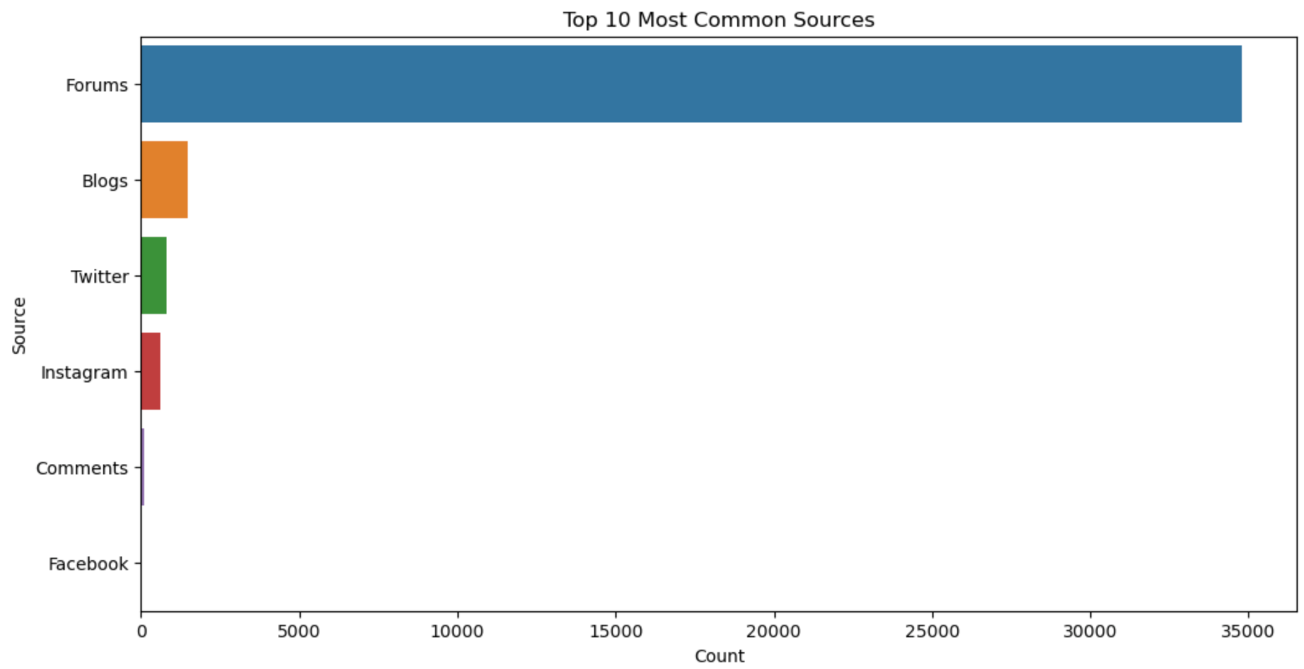 Top 10 Most Common Sources
Source
Forums
Blogs
Twitter
Instagram
Comments
Facebook
0 5000 10000 15000 20000 25000 30000 35000
Count